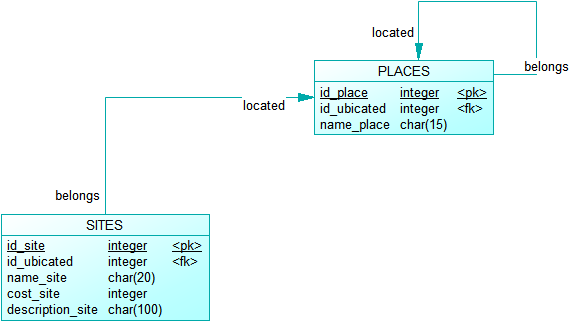 located
belongs
PLACES
id_place integer <pk>
id_ubicated integer <fk>
name_place char(15)
located
belongs
SITES
id_site integer <pk>
id_ubicated integer <fk>
name_site char(20)
cost_site integer
description_site char(100)